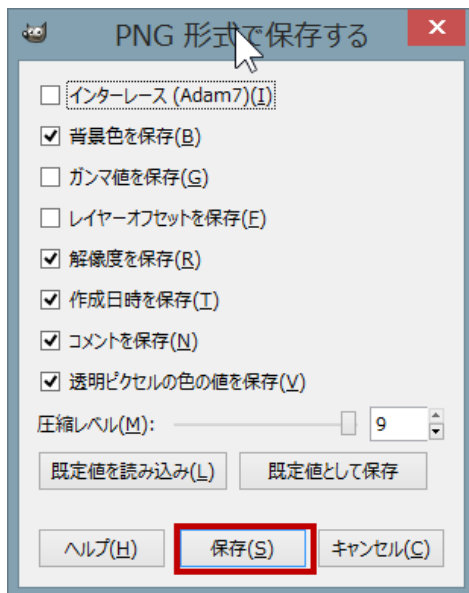 PNG 形式で保存する
インターレース (Adam7)(I)
背景色を保存(B)
ガンマ値を保存(G)
レイヤーオフセットを保存(F)
解像度を保存(R)
作成日時を保存(T)
コメントを保存(N)
透明ピクセルの色の値を保存(V)
圧縮レベル(M): 9
既定値を読み込み(L) 既定値として保存
ヘルプ(H) 保存(S) キャンセル(C)